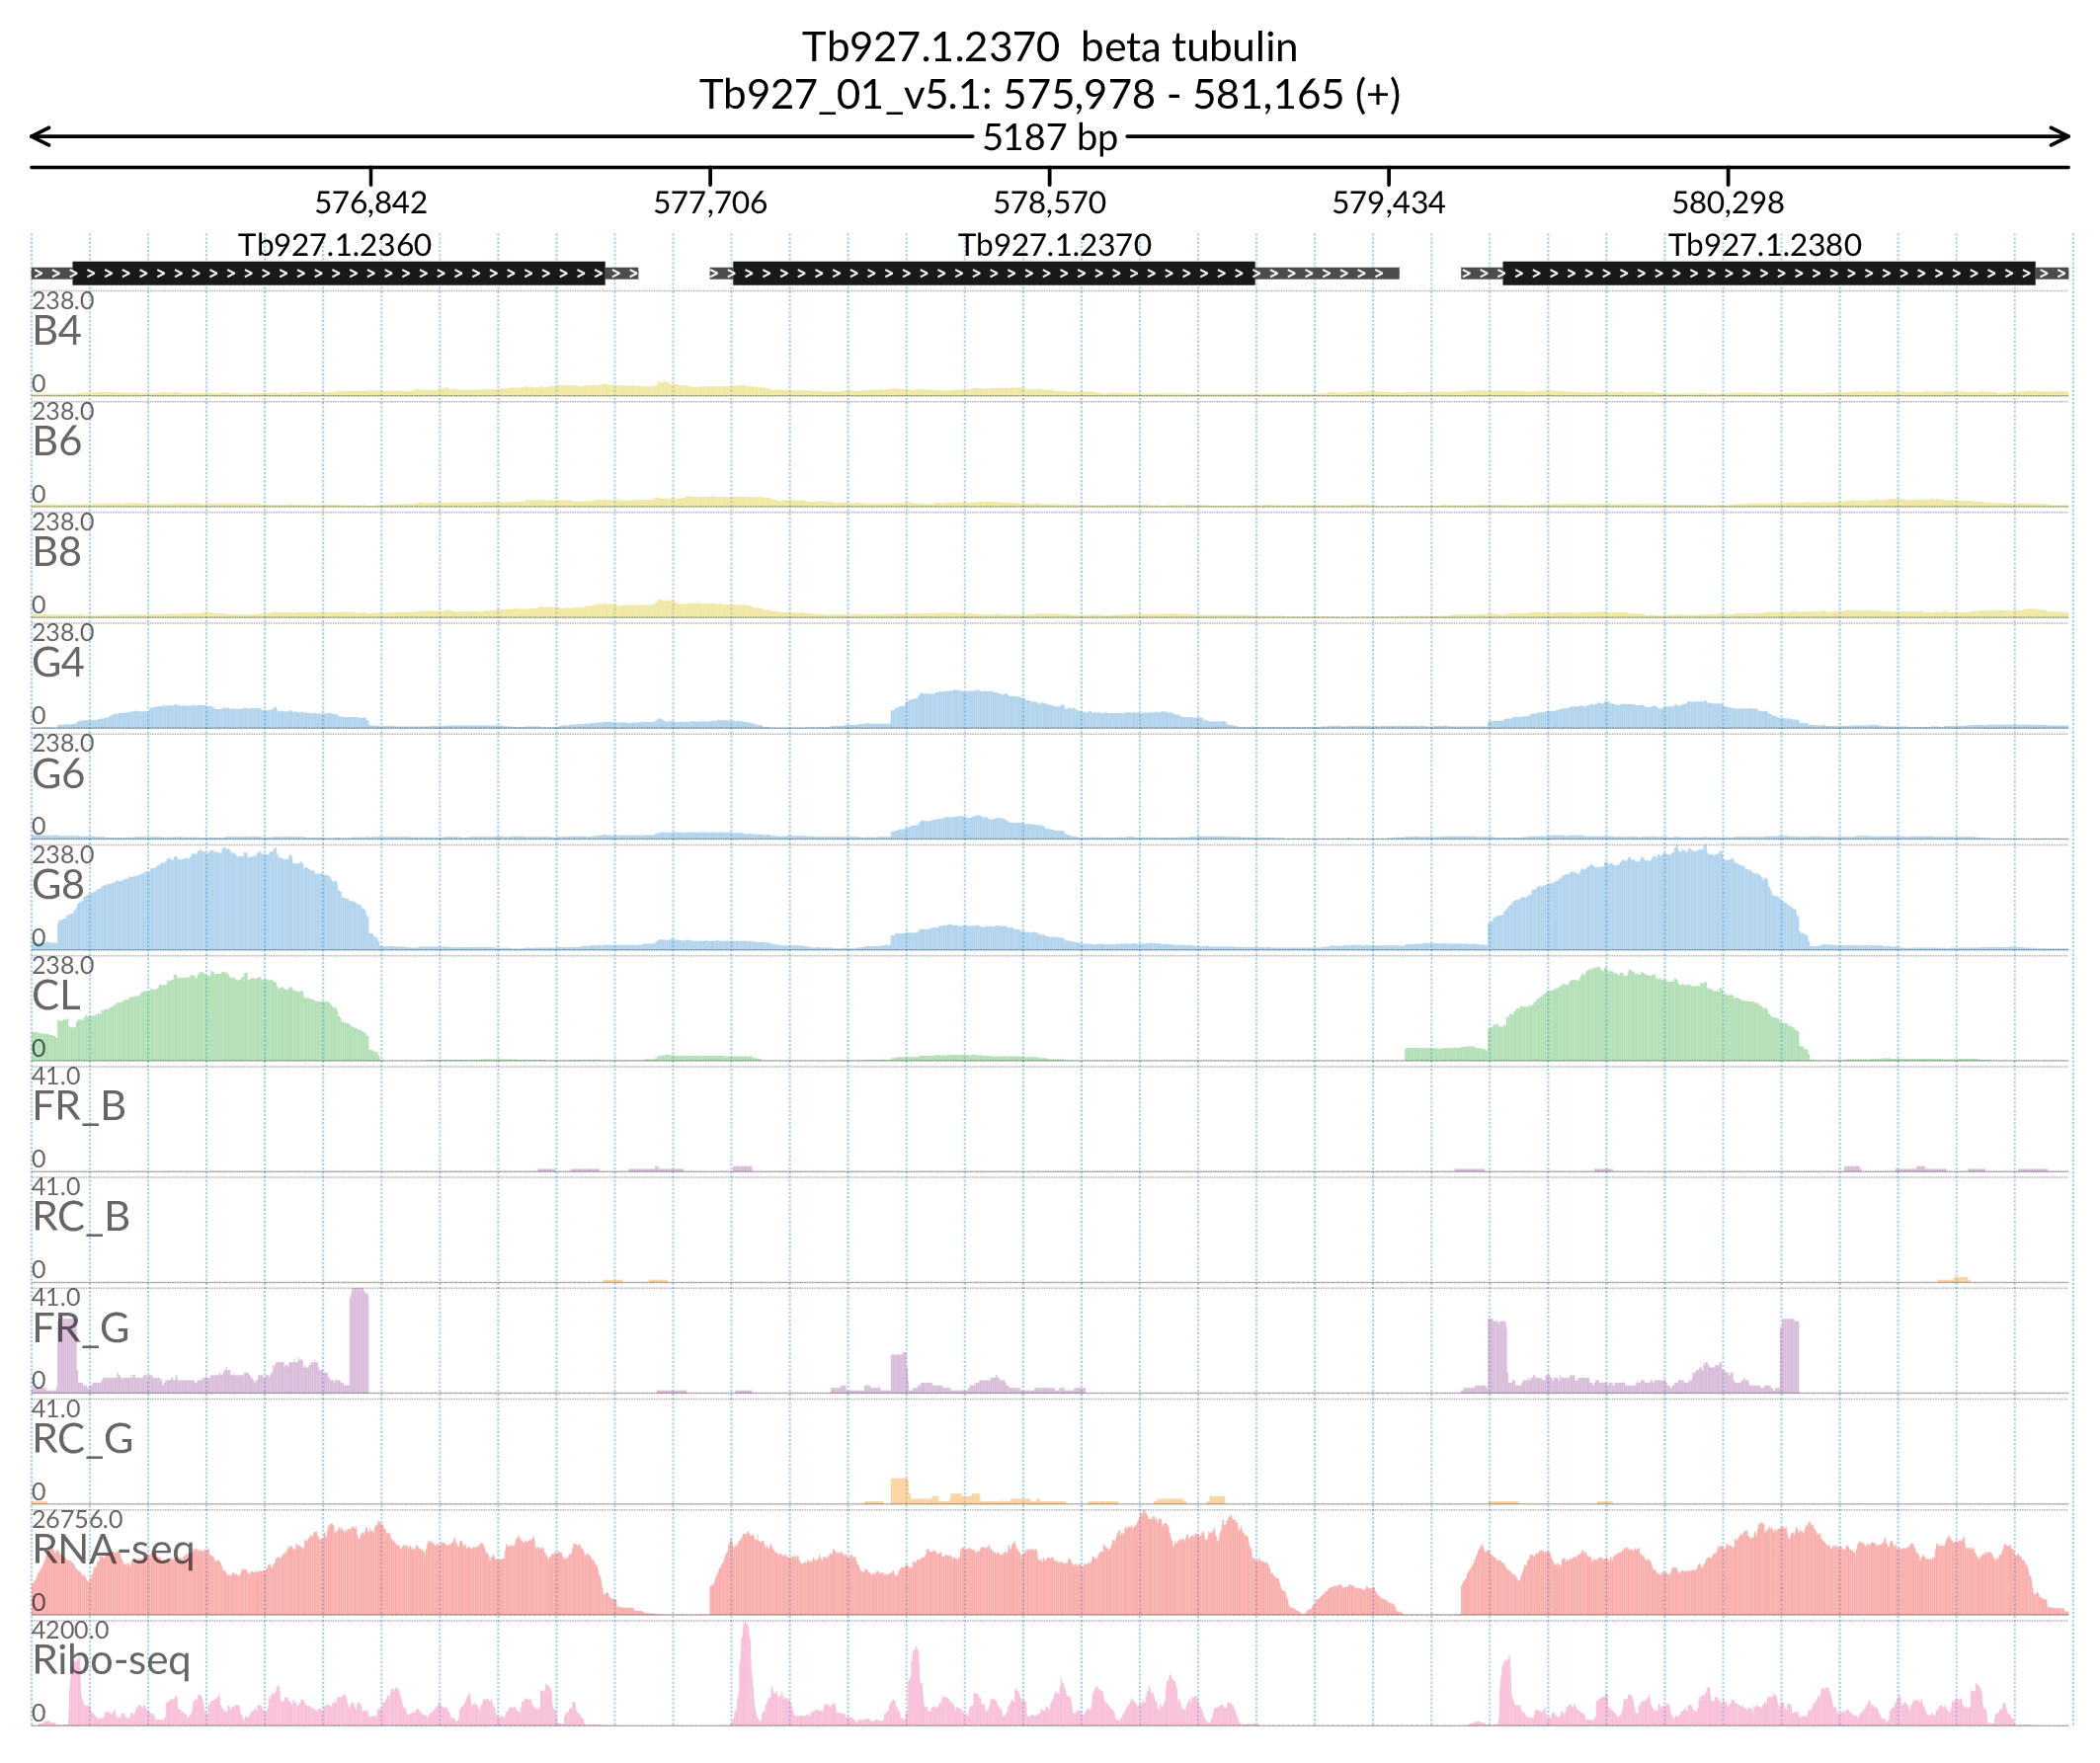 Tb927.1.2370  beta tubulin
Tb927_01_v5.1: 575,978 - 581,165 (+)
5187 bp
576,842 577,706 578,570 579,434 580,298
Tb927.1.2360 Tb927.1.2370 Tb927.1.2380
238.0
B4
0
238.0
B6
0
238.0
B8
0
238.0
G4
0
238.0
G6
0
238.0
G8
0
238.0
CL
0
41.0
FR_B
0
41.0
RC_B
0
41.0
FR_G
0
41.0
RC_G
0
26756.0
RNA-seq
0
4200.0
Ribo-seq
0